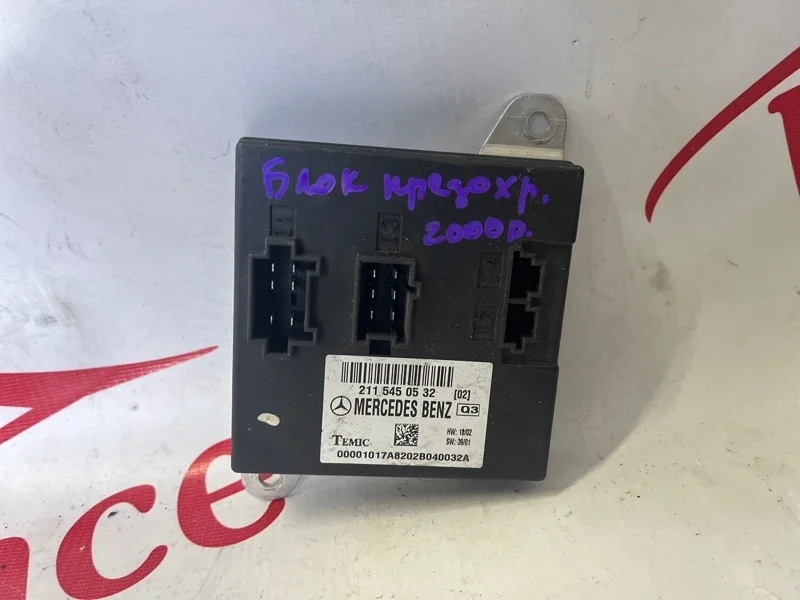 Блок предохр.
2000р.
211 545 05 32 [02]
MERCEDES BENZ Q3
TEMIC
HW: 18/02
SW: 39/01
00001017A8202B040032A
nce